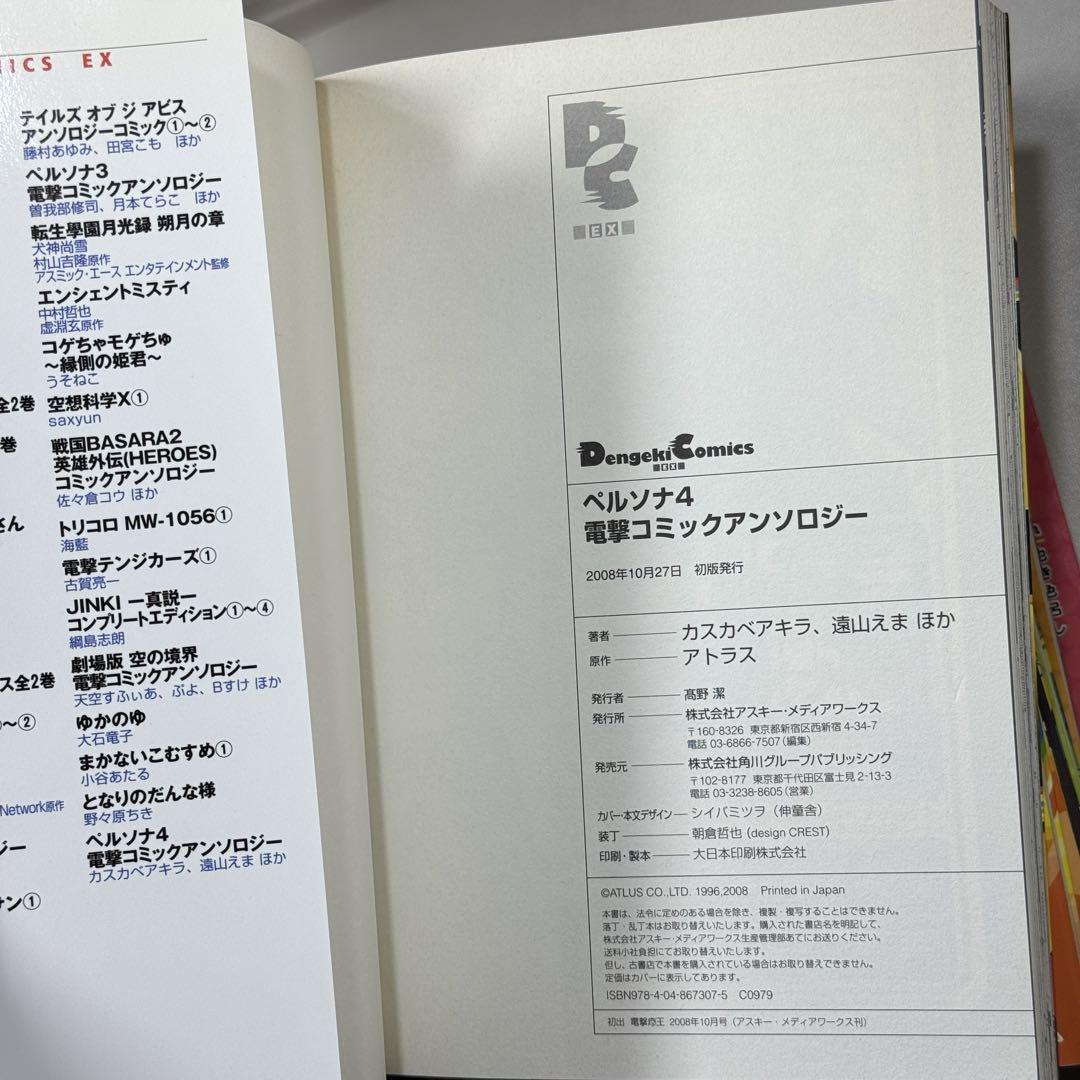 EX
テイルズ オブ ジ アビス
アンソロジーコミック①〜②
藤村あゆみ、田宮こも ほか
ペルソナ3
電撃コミックアンソロジー
曽我部修司、月本てらこ ほか
転生學園月光録 朔月の章
犬神尚雪
村山吉隆原作
アスミック・エース エンタテインメント監修
エンシェントミスティ
中村哲也
虚淵玄原作
コゲちゃモゲちゅ
〜縁側の姫君〜
うそねこ
全2巻
空想科学X①
saxyun
巻
戦国BASARA2
英雄外伝(HEROES)
コミックアンソロジー
佐々倉コウ ほか
さん
トリコロ MW-1056①
海藍
電撃テンジカーズ①
古賀亮一
JINKI ー真説ー
コンプリートエディション①〜④
綱島志朗
劇場版 空の境界
ス全2巻
電撃コミックアンソロジー
天空すふぃあ、ぷよ、Bすけ ほか
〜②
ゆかのゆ
大石竜子
まかないこむすめ①
小谷あたる
Network原作
となりのだんな様
野々原ちき
ジー
ペルソナ4
電撃コミックアンソロジー
カスカベアキラ、遠山えま ほか
サン①
DC
EX
Dengeki Comics
EX
ペルソナ4
電撃コミックアンソロジー
2008年10月27日 初版発行
著者 カスカベアキラ、遠山えま ほか
原作 アトラス
発行者 髙野 潔
発行所 株式会社アスキー・メディアワークス
〒160-8326 東京都新宿区西新宿 4-34-7
電話 03-6866-7507(編集)
発売元 株式会社角川グループパブリッシング
〒102-8177 東京都千代田区富士見 2-13-3
電話 03-3238-8605(営業)
カバー・本文デザイン シイバミツヲ(伸童舎)
装丁 朝倉哲也(design CREST)
印刷・製本 大日本印刷株式会社
©ATLUS CO.,LTD. 1996,2008 Printed in Japan
本書は、法令に定めのある場合を除き、複製・複写することはできません。
落丁・乱丁本はお取り替えいたします。購入された書店名を明記して、
株式会社アスキー・メディアワークス生産管理部あてにお送りください。
送料小社負担にてお取り替えいたします。
但し、古書店で本書を購入されている場合はお取り替えできません。
定価はカバーに表示してあります。
ISBN978-4-04-867307-5 C0979
初出 電撃マ王 2008年10月号(アスキー・メディアワークス刊)